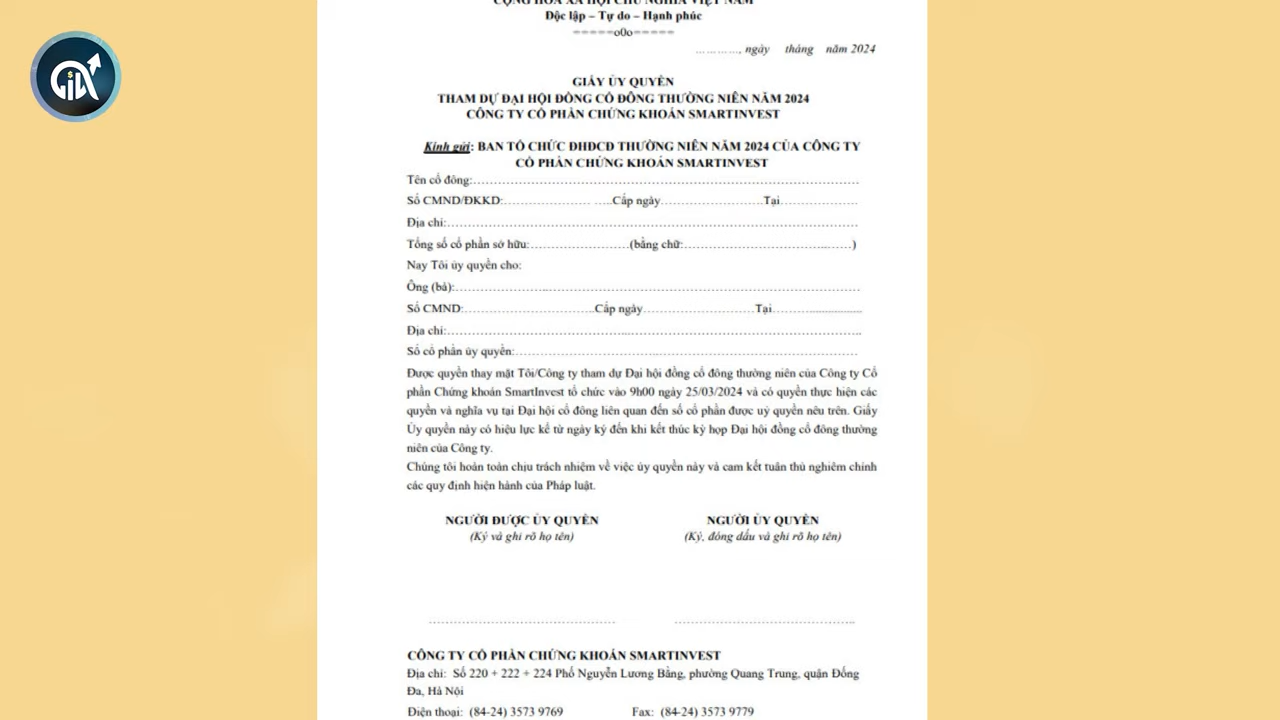 CỘNG HÒA XÃ HỘI CHỦ NGHĨA VIỆT NAM
Độc lập – Tự do – Hạnh phúc
=====o0o=====
…………, ngày tháng năm 2024
GIẤY ỦY QUYỀN
THAM DỰ ĐẠI HỘI ĐỒNG CỔ ĐÔNG THƯỜNG NIÊN NĂM 2024
CÔNG TY CỔ PHẦN CHỨNG KHOÁN SMARTINVEST
Kính gửi: BAN TỔ CHỨC ĐHĐCĐ THƯỜNG NIÊN NĂM 2024 CỦA CÔNG TY
CỔ PHẦN CHỨNG KHOÁN SMARTINVEST
Tên cổ đông:……………………………………………………
Số CMND/ĐKKD:………………… …..Cấp ngày……………………Tại………………
Địa chỉ:……………………………………………………
Tổng số cổ phần sở hữu:……………………(bằng chữ:……………………………..……)
Nay Tôi ủy quyền cho:
Ông (bà):……………………………………………………
Số CMND:…………………………..Cấp ngày………………………Tại………..................
Địa chỉ:……………………………………………………..
Số cổ phần ủy quyền:……………………………………………………
Được quyền thay mặt Tôi/Công ty tham dự Đại hội đồng cổ đông thường niên của Công ty Cổ
phần Chứng khoán SmartInvest tổ chức vào 9h00 ngày 25/03/2024 và có quyền thực hiện các
quyền và nghĩa vụ tại Đại hội cổ đông liên quan đến số cổ phần được uỷ quyền nêu trên. Giấy
Ủy quyền này có hiệu lực kể từ ngày ký đến khi kết thúc kỳ họp Đại hội đồng cổ đông thường
niên của Công ty.
Chúng tôi hoàn toàn chịu trách nhiệm về việc ủy quyền này và cam kết tuân thủ nghiêm chỉnh
các quy định hiện hành của Pháp luật.
NGƯỜI ĐƯỢC ỦY QUYỀN NGƯỜI ỦY QUYỀN
(Ký và ghi rõ họ tên) (Ký, đóng dấu và ghi rõ họ tên)
………………………………… ………………………………..
CÔNG TY CỔ PHẦN CHỨNG KHOÁN SMARTINVEST
Địa chỉ: Số 220 + 222 + 224 Phố Nguyễn Lương Bằng, phường Quang Trung, quận Đống
Đa, Hà Nội
Điện thoại: (84-24) 3573 9769 Fax: (84-24) 3573 9779